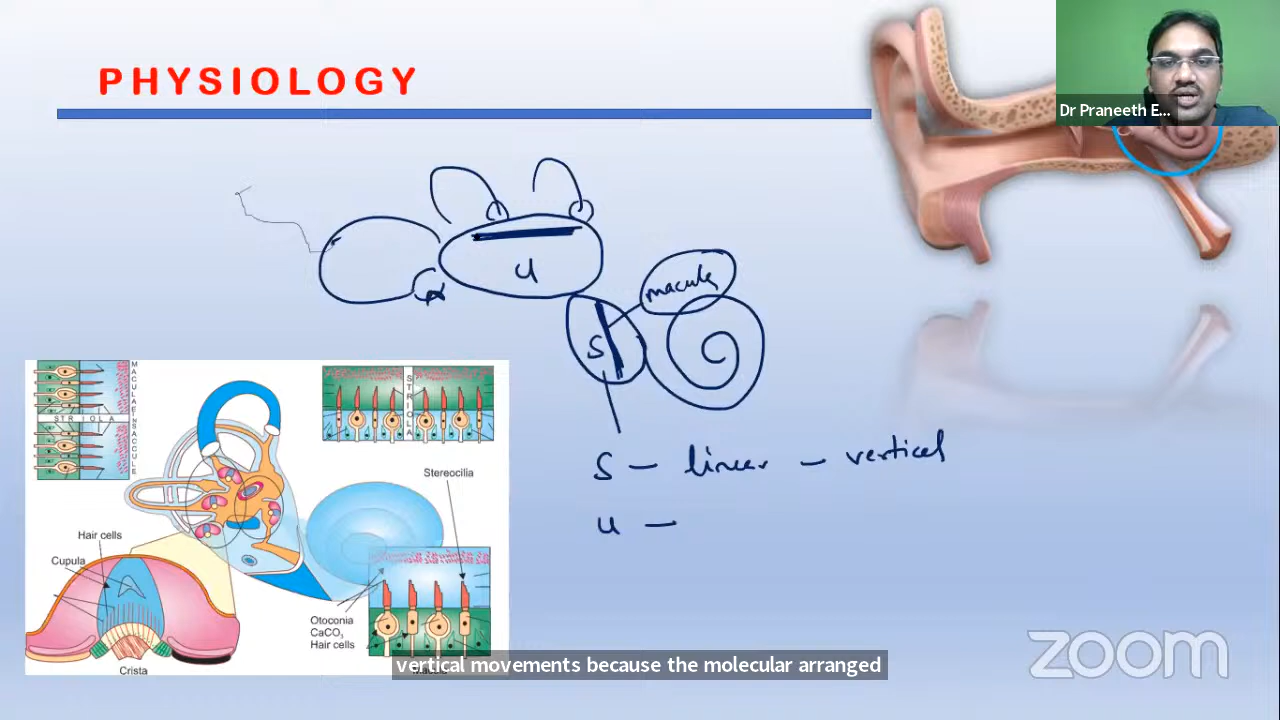 PHYSIOLOGY
Dr Praneeth E...
U
macula
S
S – linear – vertical
U –
MACULAE IN SACCULE
STRIOLA
STRIOLA
Stereocilia
Hair cells
Cupula
Otoconia
CaCO₃
Hair cells
Crista
vertical movements because the molecular arranged
zoom